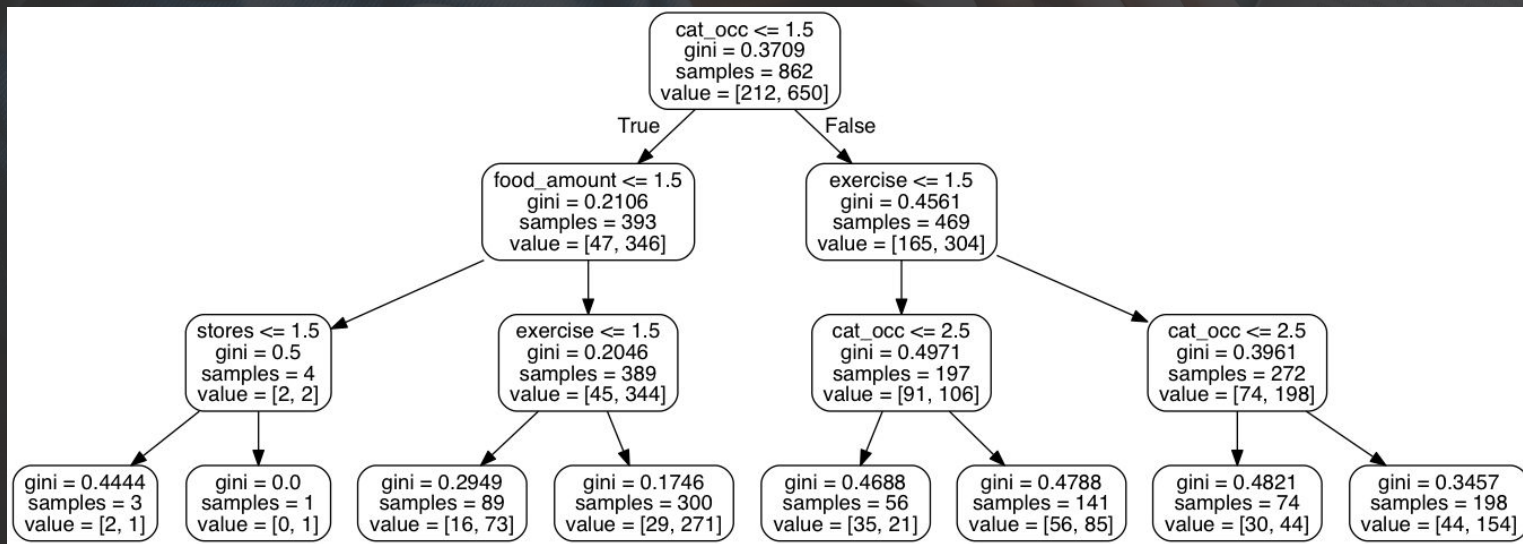 cat_occ <= 1.5
gini = 0.3709
samples = 862
value = [212, 650]
True
False
food_amount <= 1.5
gini = 0.2106
samples = 393
value = [47, 346]
exercise <= 1.5
gini = 0.4561
samples = 469
value = [165, 304]
stores <= 1.5
gini = 0.5
samples = 4
value = [2, 2]
exercise <= 1.5
gini = 0.2046
samples = 389
value = [45, 344]
cat_occ <= 2.5
gini = 0.4971
samples = 197
value = [91, 106]
cat_occ <= 2.5
gini = 0.3961
samples = 272
value = [74, 198]
gini = 0.4444
samples = 3
value = [2, 1]
gini = 0.0
samples = 1
value = [0, 1]
gini = 0.2949
samples = 89
value = [16, 73]
gini = 0.1746
samples = 300
value = [29, 271]
gini = 0.4688
samples = 56
value = [35, 21]
gini = 0.4788
samples = 141
value = [56, 85]
gini = 0.4821
samples = 74
value = [30, 44]
gini = 0.3457
samples = 198
value = [44, 154]